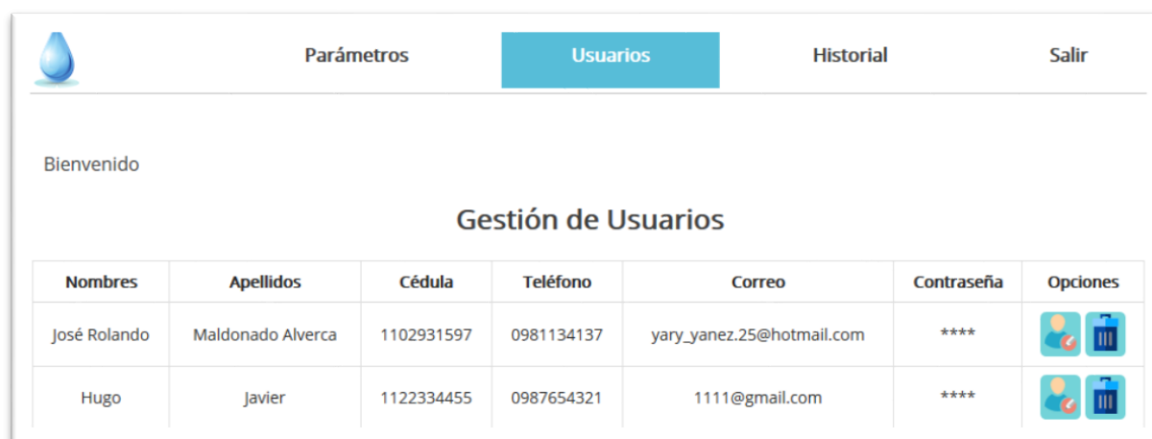 Parámetros Usuarios Historial Salir
Bienvenido
Gestión de Usuarios
Nombres Apellidos Cédula Teléfono Correo Contraseña Opciones
José Rolando Maldonado Alverca 1102931597 0981134137 yary_yanez.25@hotmail.com ****
Hugo Javier 1122334455 0987654321 1111@gmail.com ****